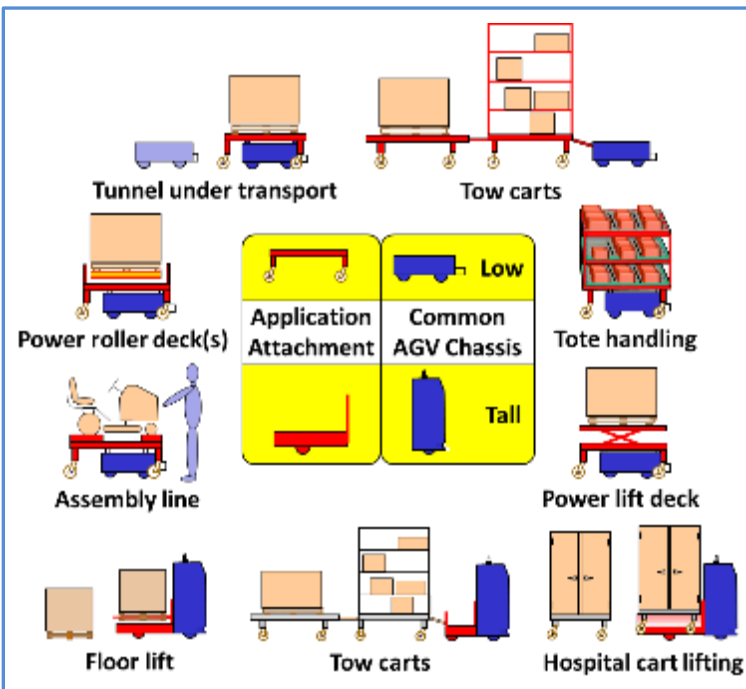 Tunnel under transport
Tow carts
Power roller deck(s)
Application
Attachment
Common
AGV Chassis
Low
Tall
Tote handling
Assembly line
Power lift deck
Floor lift
Tow carts
Hospital cart lifting